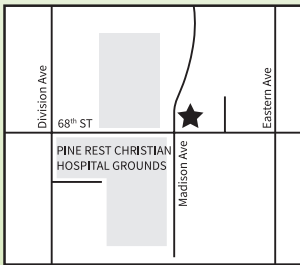 Division Ave
68th ST
Eastern Ave
PINE REST CHRISTIAN
HOSPITAL GROUNDS
Madison Ave